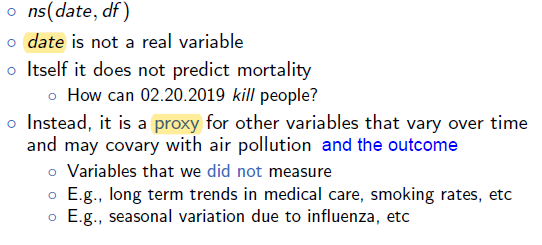 ns(date, df)
date is not a real variable
Itself it does not predict mortality
How can 02.20.2019 kill people?
Instead, it is a proxy for other variables that vary over time
and may covary with air pollution and the outcome
Variables that we did not measure
E.g., long term trends in medical care, smoking rates, etc
E.g., seasonal variation due to influenza, etc